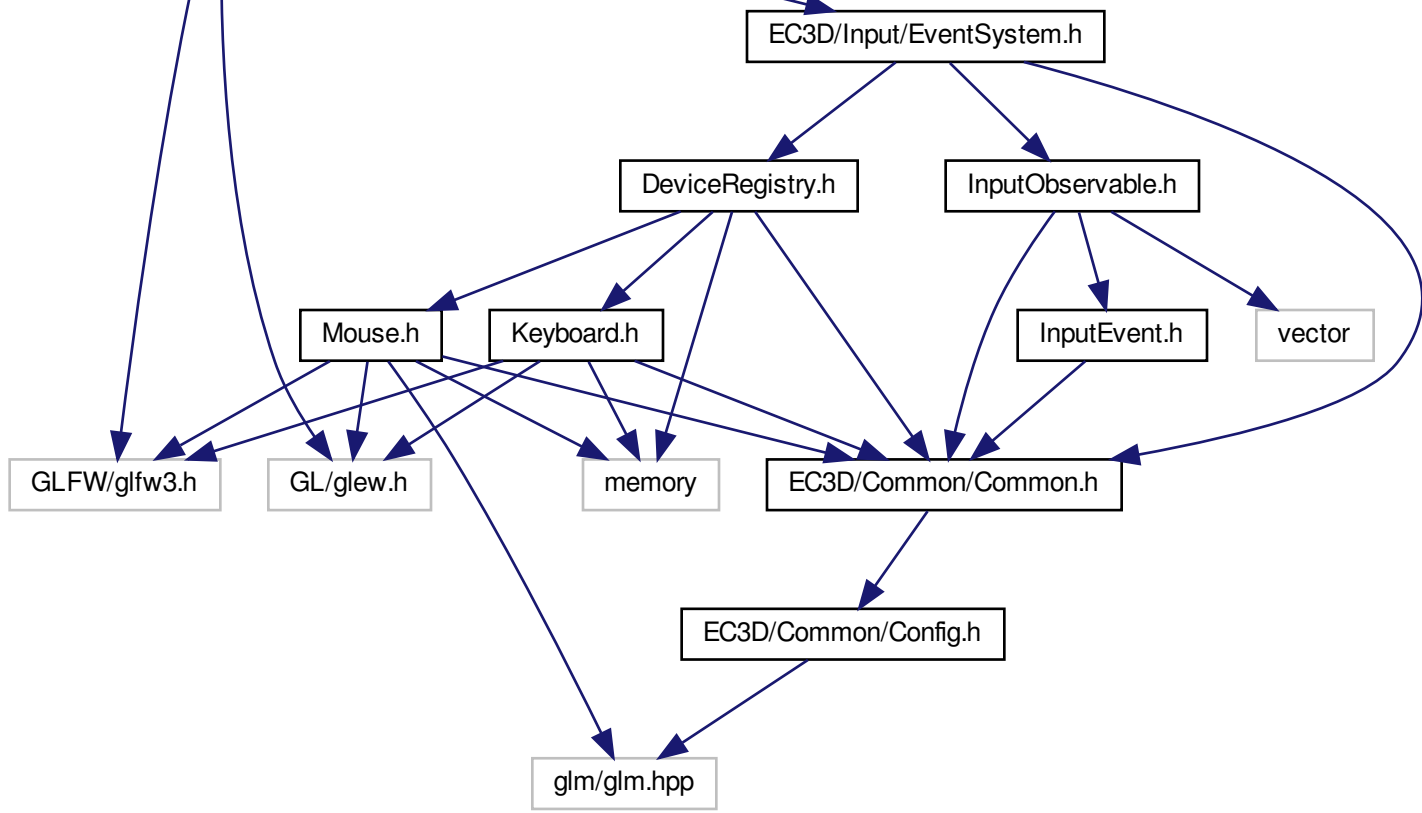 EC3D/Input/EventSystem.h
DeviceRegistry.h
InputObservable.h
Mouse.h
Keyboard.h
InputEvent.h
vector
GLFW/glfw3.h
GL/glew.h
memory
EC3D/Common/Common.h
EC3D/Common/Config.h
glm/glm.hpp